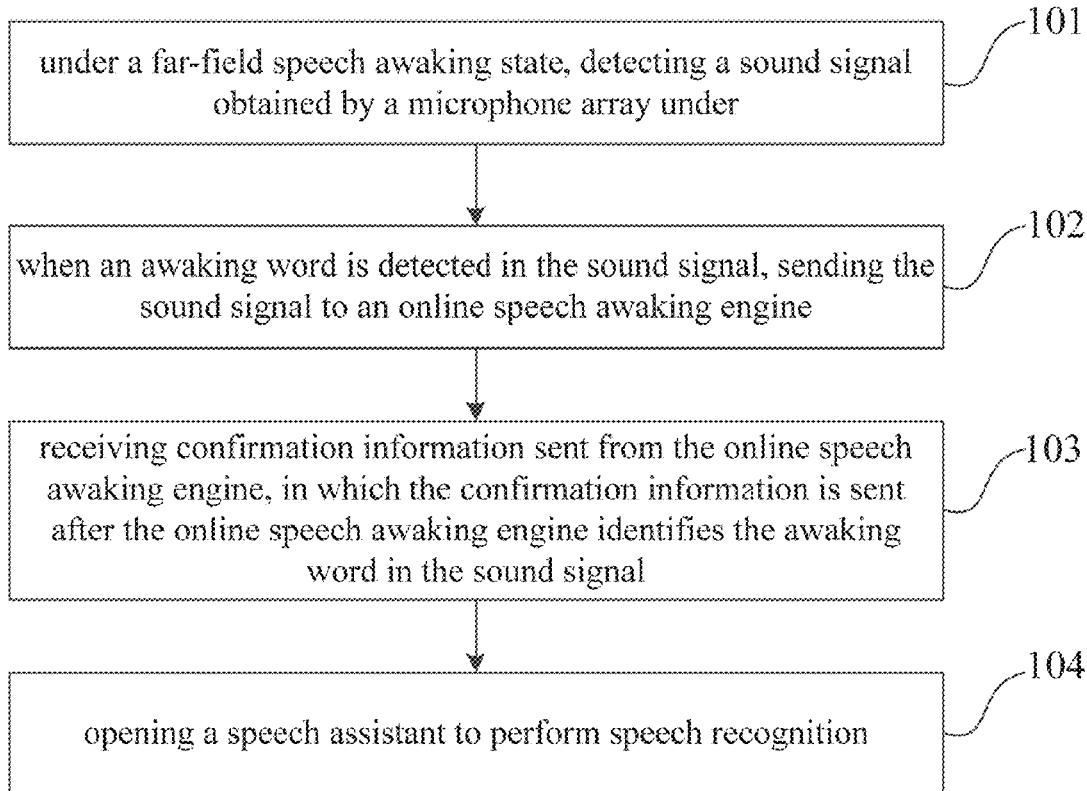 101
under a far-field speech awaking state, detecting a sound signal
obtained by a microphone array under
102
when an awaking word is detected in the sound signal, sending the
sound signal to an online speech awaking engine
103
receiving confirmation information sent from the online speech
awaking engine, in which the confirmation information is sent
after the online speech awaking engine identifies the awaking
word in the sound signal
104
opening a speech assistant to perform speech recognition